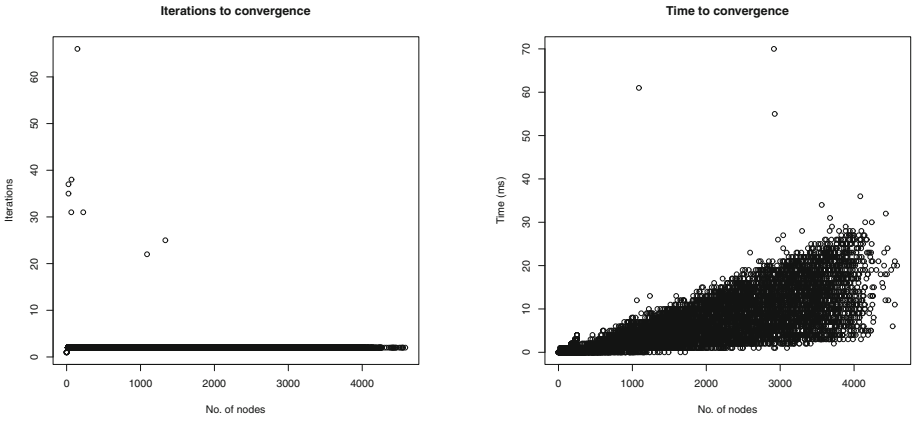 Iterations to convergence
60
50
40
30
20
10
0
Iterations
0 1000 2000 3000 4000
No. of nodes
Time to convergence
70
60
50
40
30
20
10
0
Time (ms)
0 1000 2000 3000 4000
No. of nodes